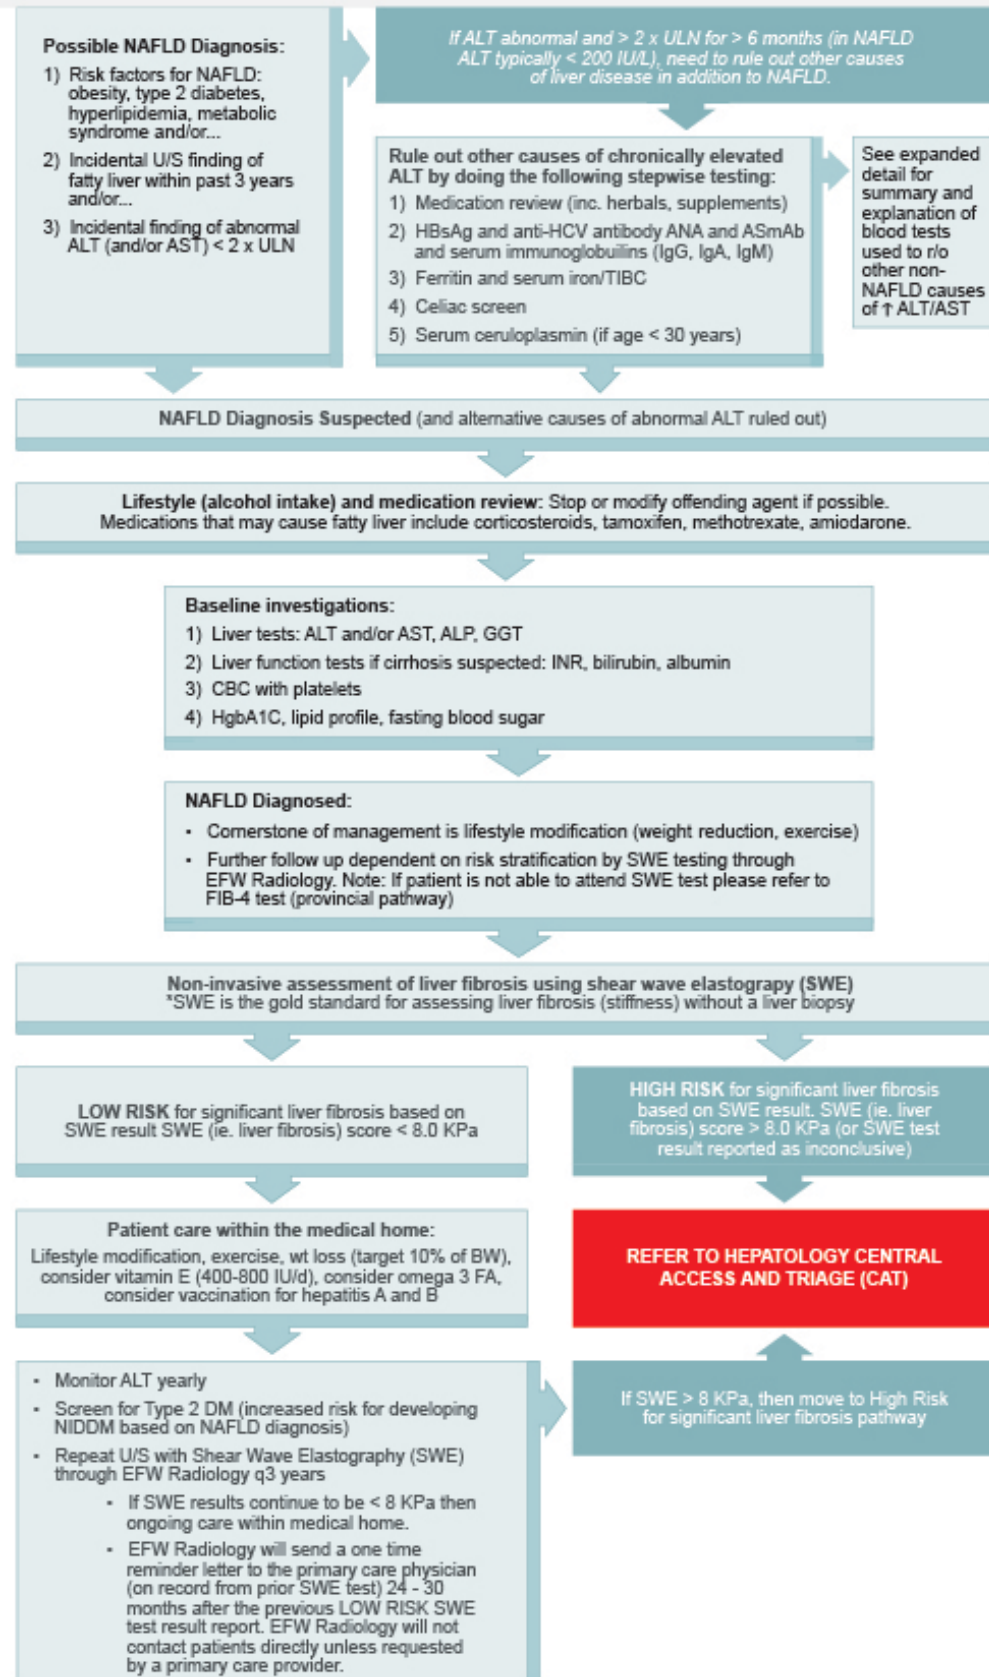 Possible NAFLD Diagnosis:
1) Risk factors for NAFLD:
obesity, type 2 diabetes,
hyperlipidemia, metabolic
syndrome and/or...
2) Incidental U/S finding of
fatty liver within past 3 years
and/or...
3) Incidental finding of abnormal
ALT (and/or AST) < 2 x ULN
If ALT abnormal and > 2 x ULN for > 6 months (in NAFLD
ALT typically < 200 IU/L), need to rule out other causes
of liver disease in addition to NAFLD.
Rule out other causes of chronically elevated
ALT by doing the following stepwise testing:
1) Medication review (inc. herbals, supplements)
2) HBsAg and anti-HCV antibody ANA and ASmAb
and serum immunoglobuilins (IgG, IgA, IgM)
3) Ferritin and serum iron/TIBC
4) Celiac screen
5) Serum ceruloplasmin (if age < 30 years)
See expanded
detail for
summary and
explanation of
blood tests
used to r/o
other non-
NAFLD causes
of ↑ ALT/AST
NAFLD Diagnosis Suspected (and alternative causes of abnormal ALT ruled out)
Lifestyle (alcohol intake) and medication review: Stop or modify offending agent if possible.
Medications that may cause fatty liver include corticosteroids, tamoxifen, methotrexate, amiodarone.
Baseline investigations:
1) Liver tests: ALT and/or AST, ALP, GGT
2) Liver function tests if cirrhosis suspected: INR, bilirubin, albumin
3) CBC with platelets
4) HgbA1C, lipid profile, fasting blood sugar
NAFLD Diagnosed:
• Cornerstone of management is lifestyle modification (weight reduction, exercise)
• Further follow up dependent on risk stratification by SWE testing through
EFW Radiology. Note: If patient is not able to attend SWE test please refer to
FIB-4 test (provincial pathway)
Non-invasive assessment of liver fibrosis using shear wave elastograpy (SWE)
*SWE is the gold standard for assessing liver fibrosis (stiffness) without a liver biopsy
LOW RISK for significant liver fibrosis based on
SWE result SWE (ie. liver fibrosis) score < 8.0 KPa
HIGH RISK for significant liver fibrosis
based on SWE result. SWE (ie. liver
fibrosis) score > 8.0 KPa (or SWE test
result reported as inconclusive)
Patient care within the medical home:
Lifestyle modification, exercise, wt loss (target 10% of BW),
consider vitamin E (400-800 IU/d), consider omega 3 FA,
consider vaccination for hepatitis A and B
REFER TO HEPATOLOGY CENTRAL
ACCESS AND TRIAGE (CAT)
• Monitor ALT yearly
• Screen for Type 2 DM (increased risk for developing
NIDDM based on NAFLD diagnosis)
• Repeat U/S with Shear Wave Elastography (SWE)
through EFW Radiology q3 years
• If SWE results continue to be < 8 KPa then
ongoing care within medical home.
• EFW Radiology will send a one time
reminder letter to the primary care physician
(on record from prior SWE test) 24 - 30
months after the previous LOW RISK SWE
test result report. EFW Radiology will not
contact patients directly unless requested
by a primary care provider.
If SWE > 8 KPa, then move to High Risk
for significant liver fibrosis pathway